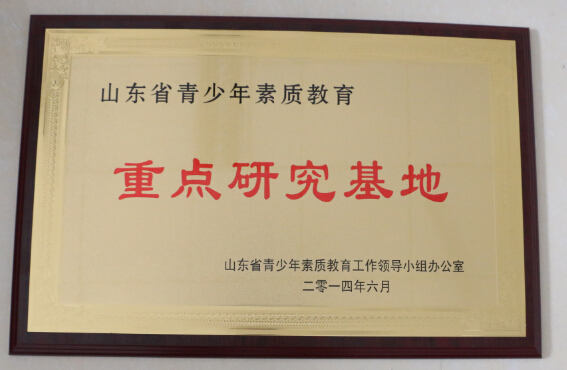 山东省青少年素质教育
重点研究基地
山东省青少年素质教育工作领导小组办公室
二零一四年六月